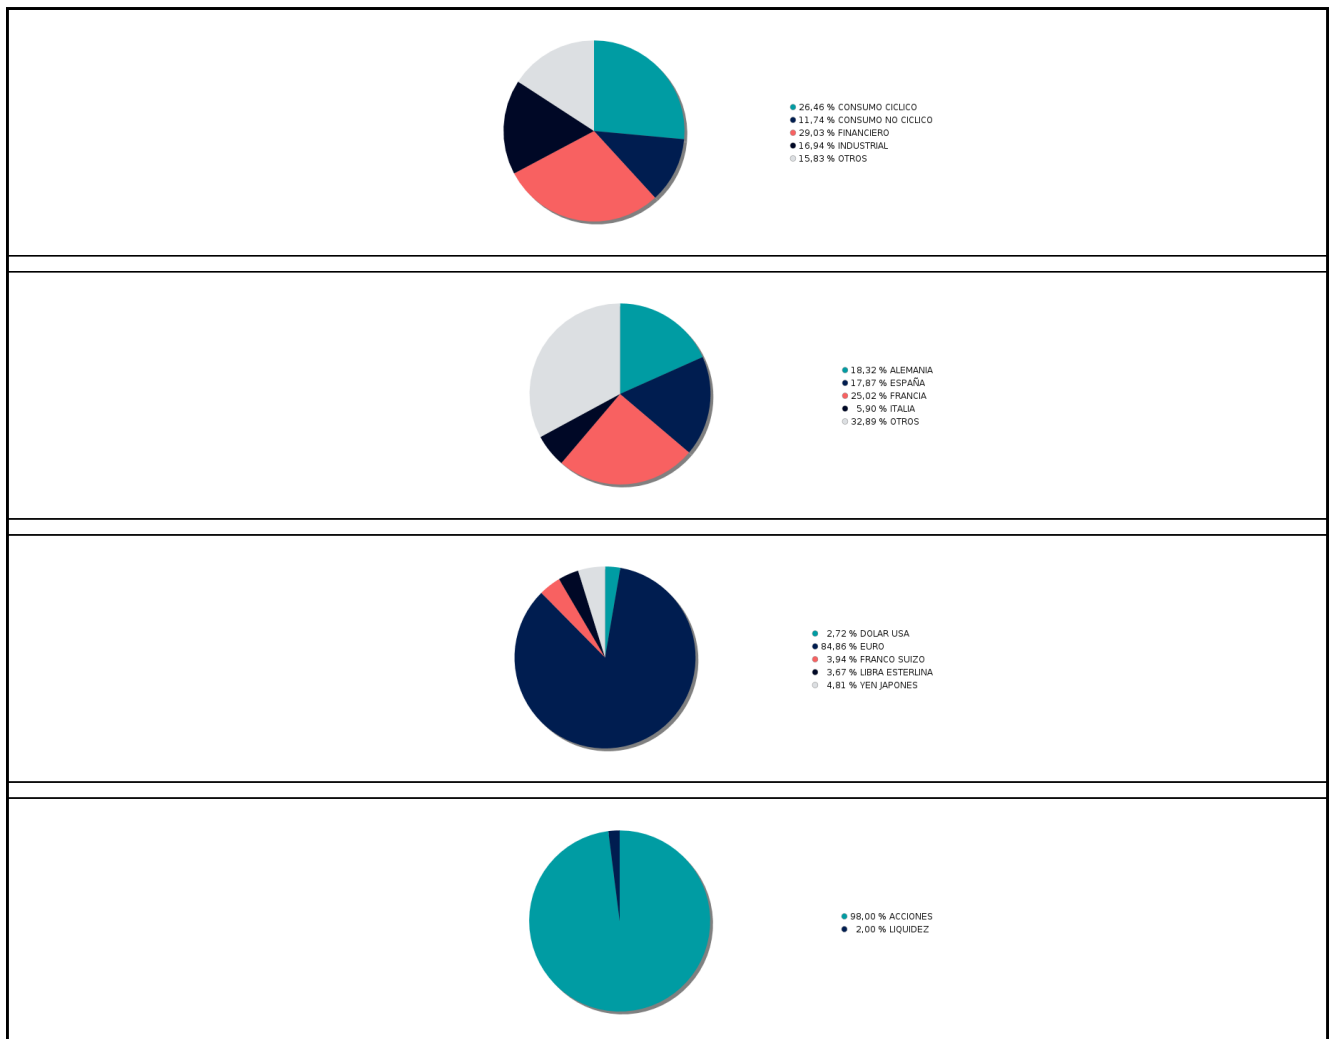 26,46 % CONSUMO CICLICO
11,74 % CONSUMO NO CICLICO
29,03 % FINANCIERO
16,94 % INDUSTRIAL
15,83 % OTROS
18,32 % ALEMANIA
17,87 % ESPAÑA
25,02 % FRANCIA
5,90 % ITALIA
32,89 % OTROS
2,72 % DOLAR USA
84,86 % EURO
3,94 % FRANCO SUIZO
3,67 % LIBRA ESTERLINA
4,81 % YEN JAPONES
98,00 % ACCIONES
2,00 % LIQUIDEZ